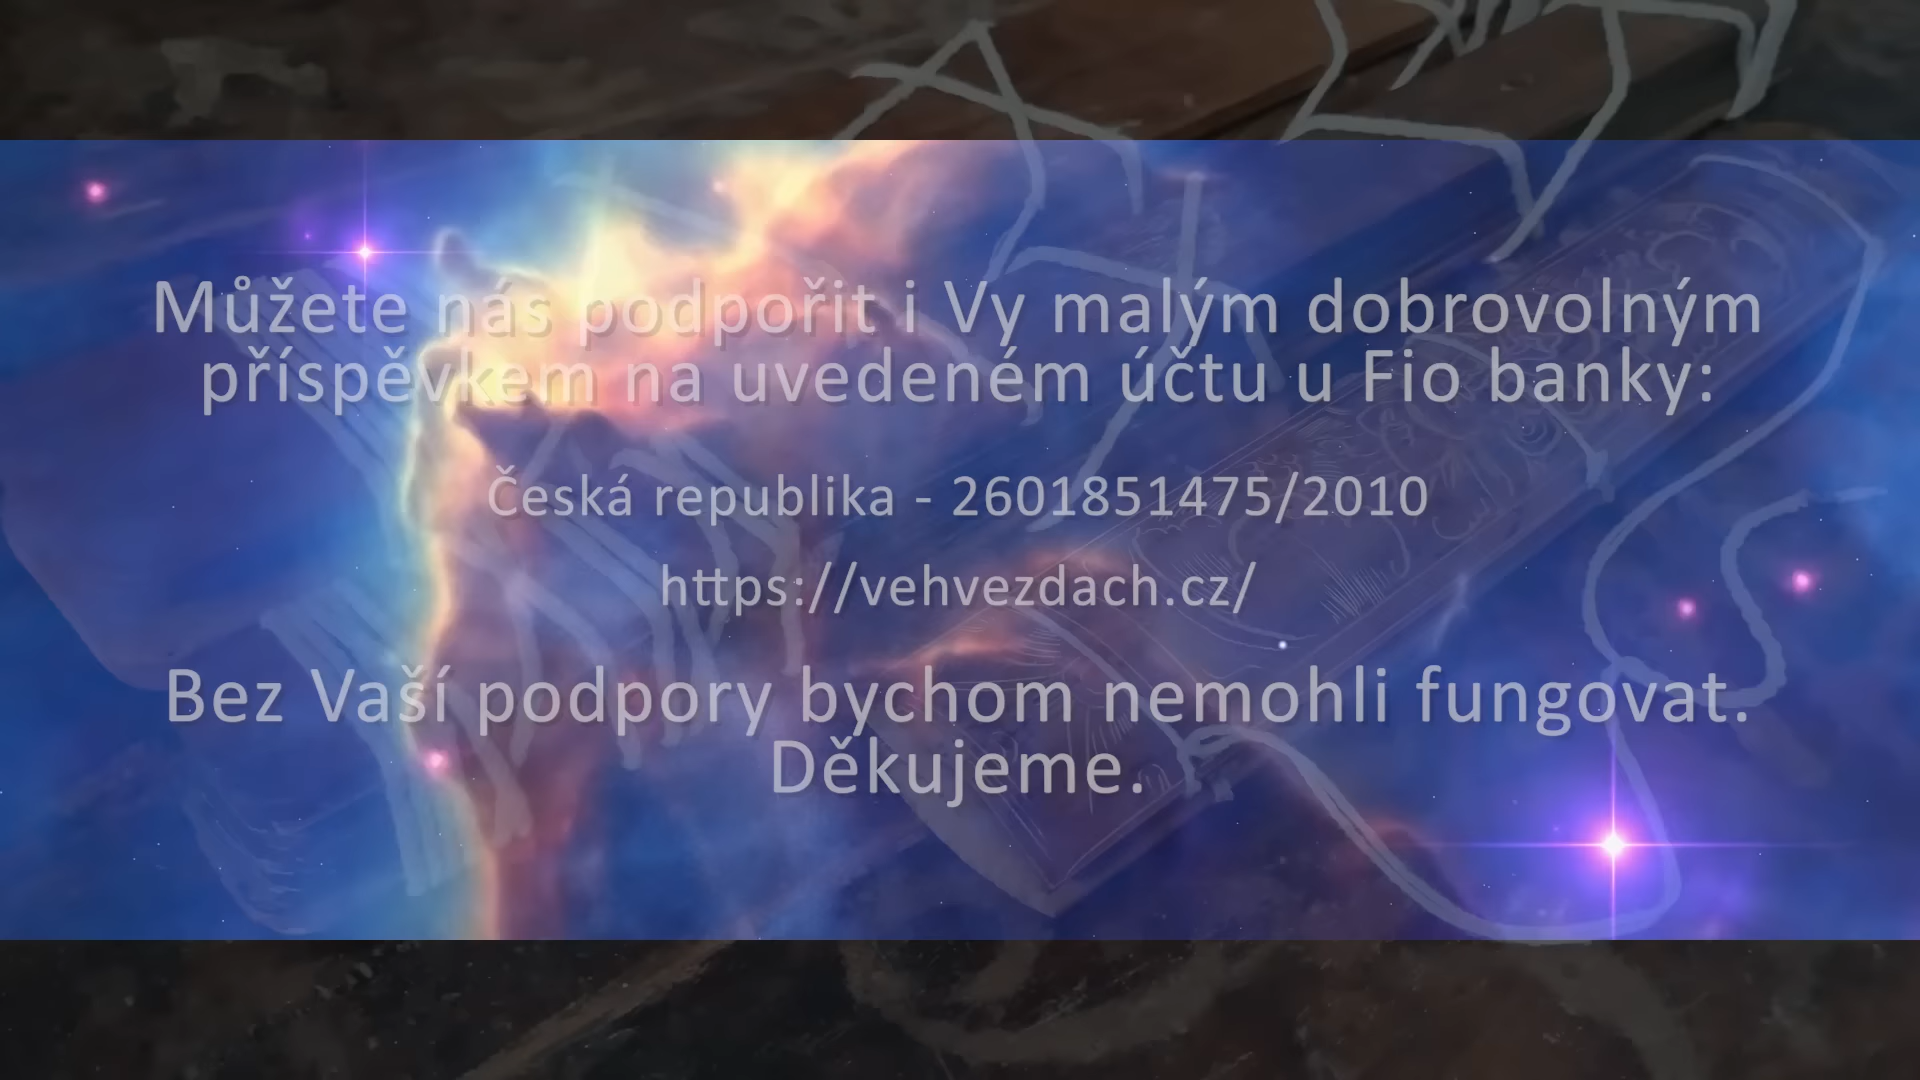 Můžete nás podpořit i Vy malým dobrovolným
příspěvkem na uvedeném účtu u Fio banky:
Česká republika - 2601851475/2010
https://vehvezdach.cz/
Bez Vaší podpory bychom nemohli fungovat.
Děkujeme.